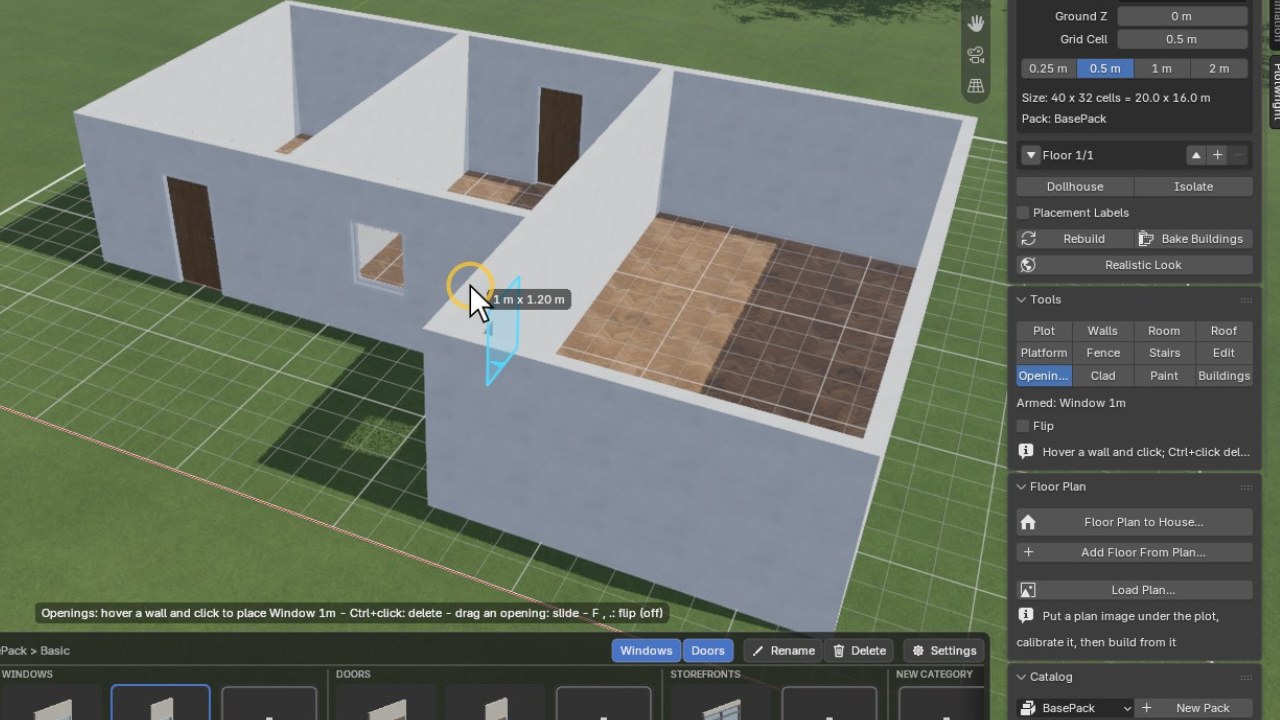 Ground Z 0 m
Grid Cell 0.5 m
0.25 m 0.5 m 1 m 2 m
Size: 40 x 32 cells = 20.0 x 16.0 m
Pack: BasePack
Floor 1/1
Dollhouse Isolate
Placement Labels
Rebuild Bake Buildings
Realistic Look
Tools
Plot Walls Room Roof
Platform Fence Stairs Edit
Openin... Clad Paint Buildings
Armed: Window 1m
Flip
Hover a wall and click; Ctrl+click del...
Floor Plan
Floor Plan to House...
Add Floor From Plan...
Load Plan...
Put a plan image under the plot,
calibrate it, then build from it
Catalog
BasePack New Pack
1 m x 1.20 m
Openings: hover a wall and click to place Window 1m - Ctrl+click: delete - drag an opening: slide - F , .: flip (off)
Pack > Basic Windows Doors Rename Delete Settings
WINDOWS DOORS STOREFRONTS NEW CATEGORY